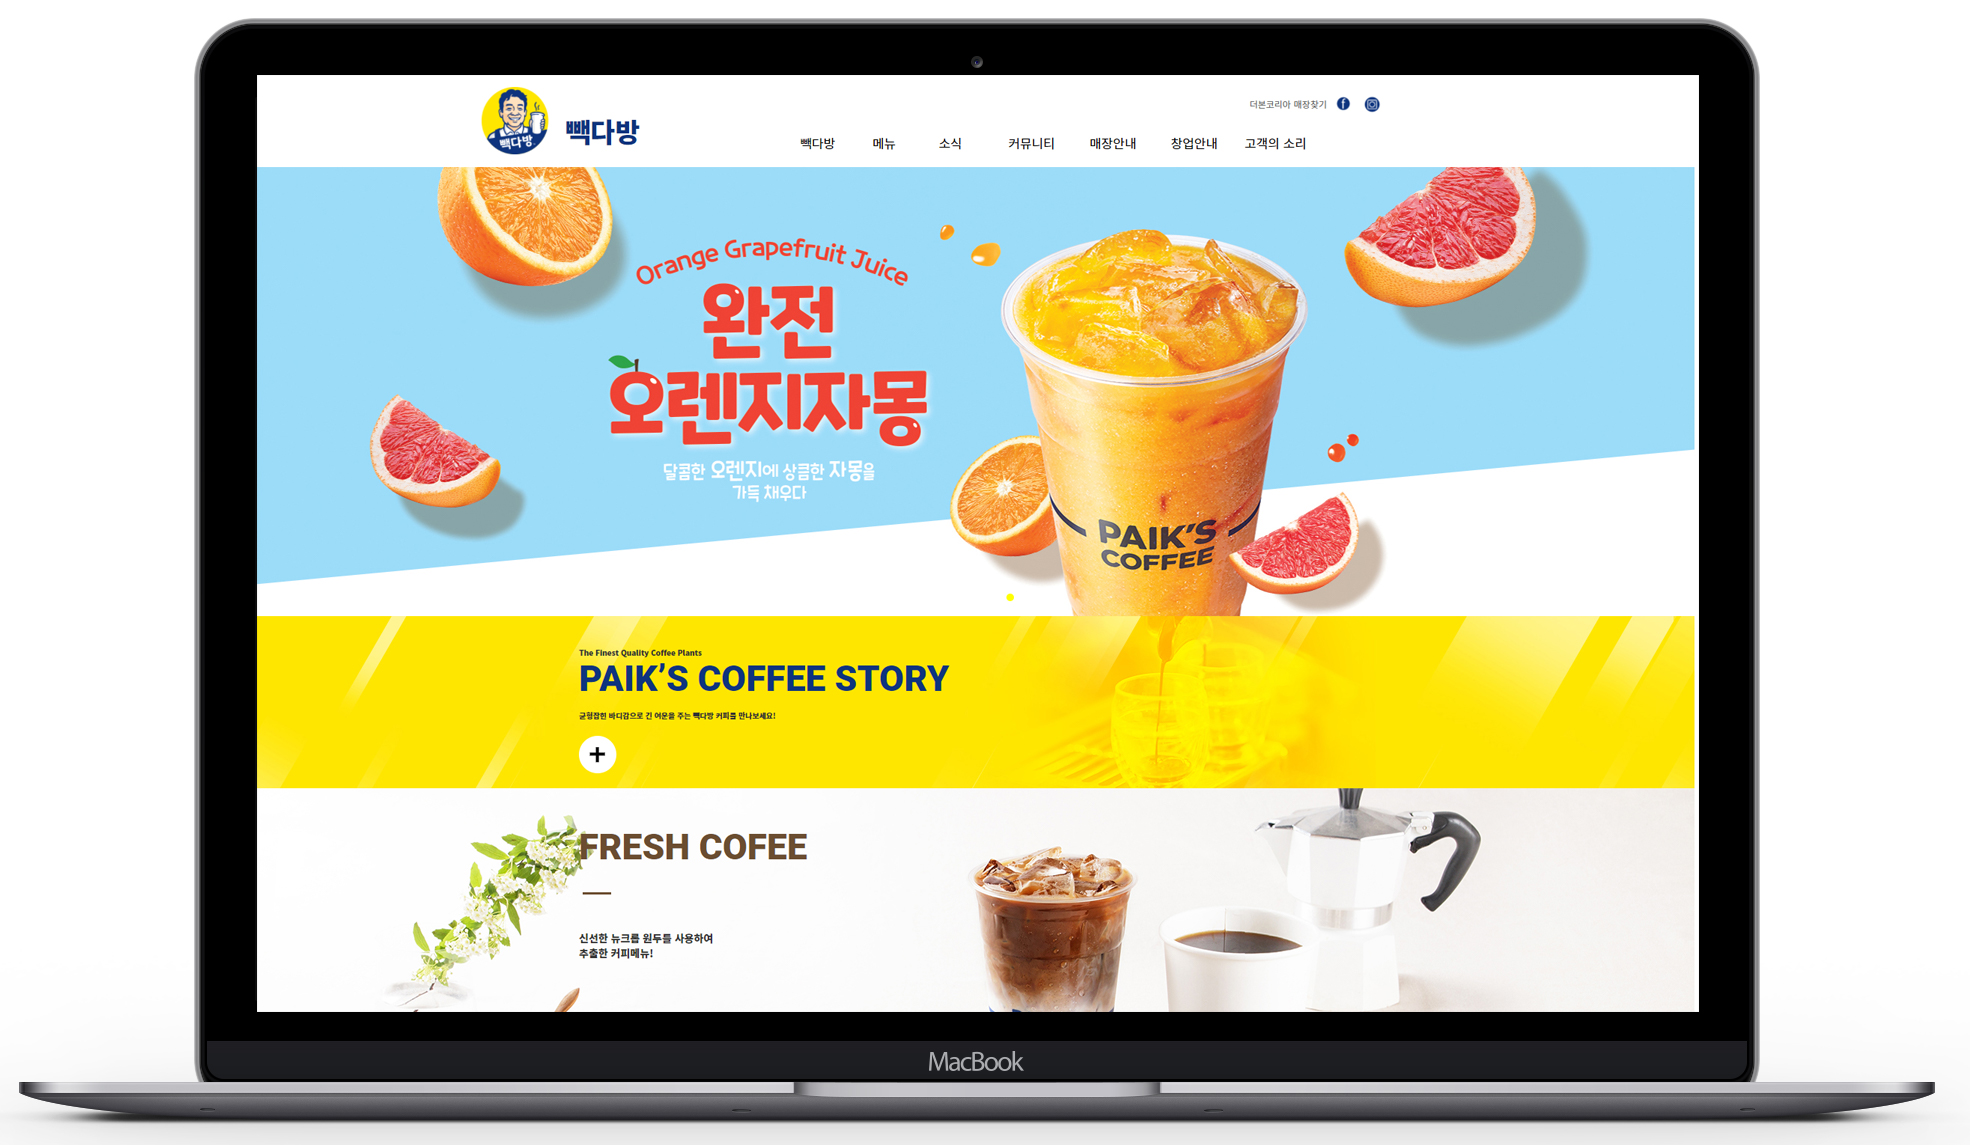 빽다방
빽다방
더본코리아 매장찾기
빽다방 메뉴 소식 커뮤니티 매장안내 창업안내 고객의 소리
Orange Grapefruit Juice
완전
오렌지자몽
달콤한 오렌지에 상콤한 자몽을
가득 채우다
PAIK'S
COFFEE
The Finest Quality Coffee Plants
PAIK'S COFFEE STORY
균형잡힌 바디감으로 긴 여운을 주는 빽다방 커피를 만나보세요!
FRESH COFEE
신선한 뉴크롭 원두를 사용하여
추출한 커피메뉴!
MacBook